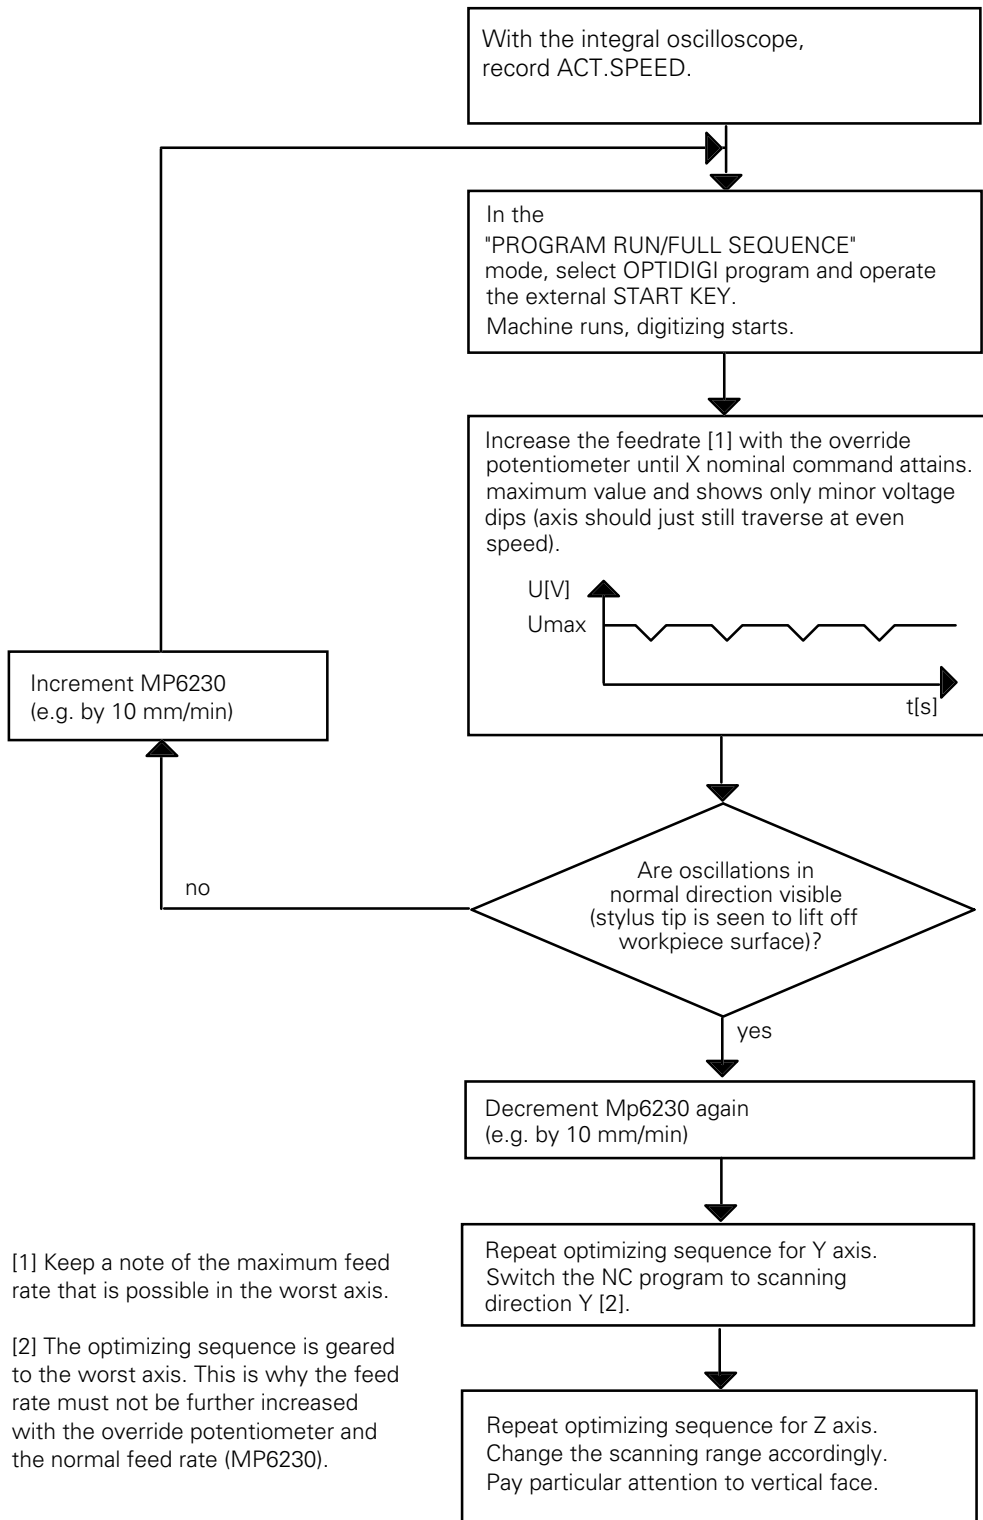 With the integral oscilloscope,
record ACT.SPEED.
In the
"PROGRAM RUN/FULL SEQUENCE"
mode, select OPTIDIGI program and operate
the external START KEY.
Machine runs, digitizing starts.
Increase the feedrate [1] with the override
potentiometer until X nominal command attains.
maximum value and shows only minor voltage
dips (axis should just still traverse at even
speed).
U[V]
Umax
t[s]
Increment MP6230
(e.g. by 10 mm/min)
Are oscillations in
normal direction visible
(stylus tip is seen to lift off
workpiece surface)?
no
yes
Decrement Mp6230 again
(e.g. by 10 mm/min)
Repeat optimizing sequence for Y axis.
Switch the NC program to scanning
direction Y [2].
Repeat optimizing sequence for Z axis.
Change the scanning range accordingly.
Pay particular attention to vertical face.
[1] Keep a note of the maximum feed
rate that is possible in the worst axis.
[2] The optimizing sequence is geared
to the worst axis. This is why the feed
rate must not be further increased
with the override potentiometer and
the normal feed rate (MP6230).